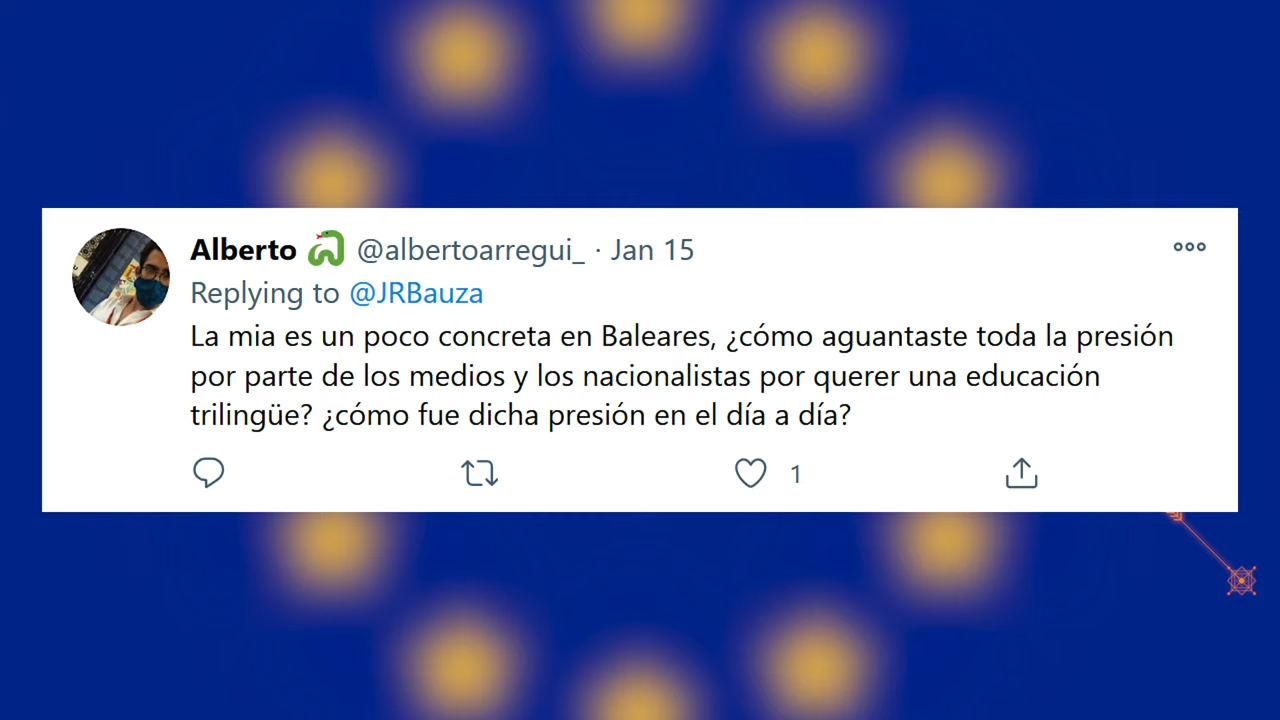 Alberto 🐍 @albertoarregui_ · Jan 15
Replying to @JRBauza
La mia es un poco concreta en Baleares, ¿cómo aguantaste toda la presión
por parte de los medios y los nacionalistas por querer una educación
trilingüe? ¿cómo fue dicha presión en el día a día?
1